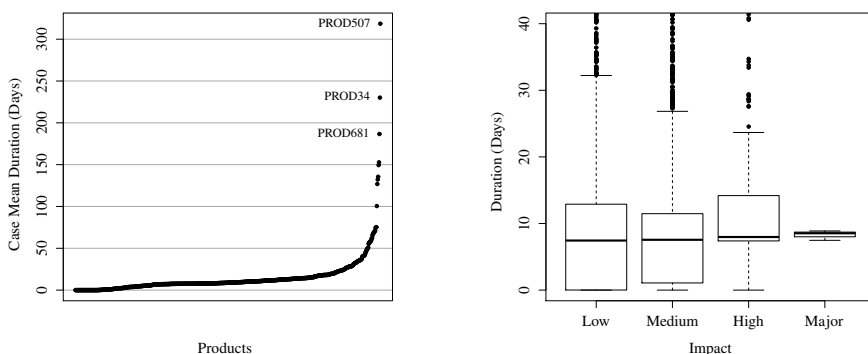 Case Mean Duration (Days)
300
250
200
150
100
50
0
PROD507
PROD34
PROD681
Products
Duration (Days)
40
30
20
10
0
Low Medium High Major
Impact